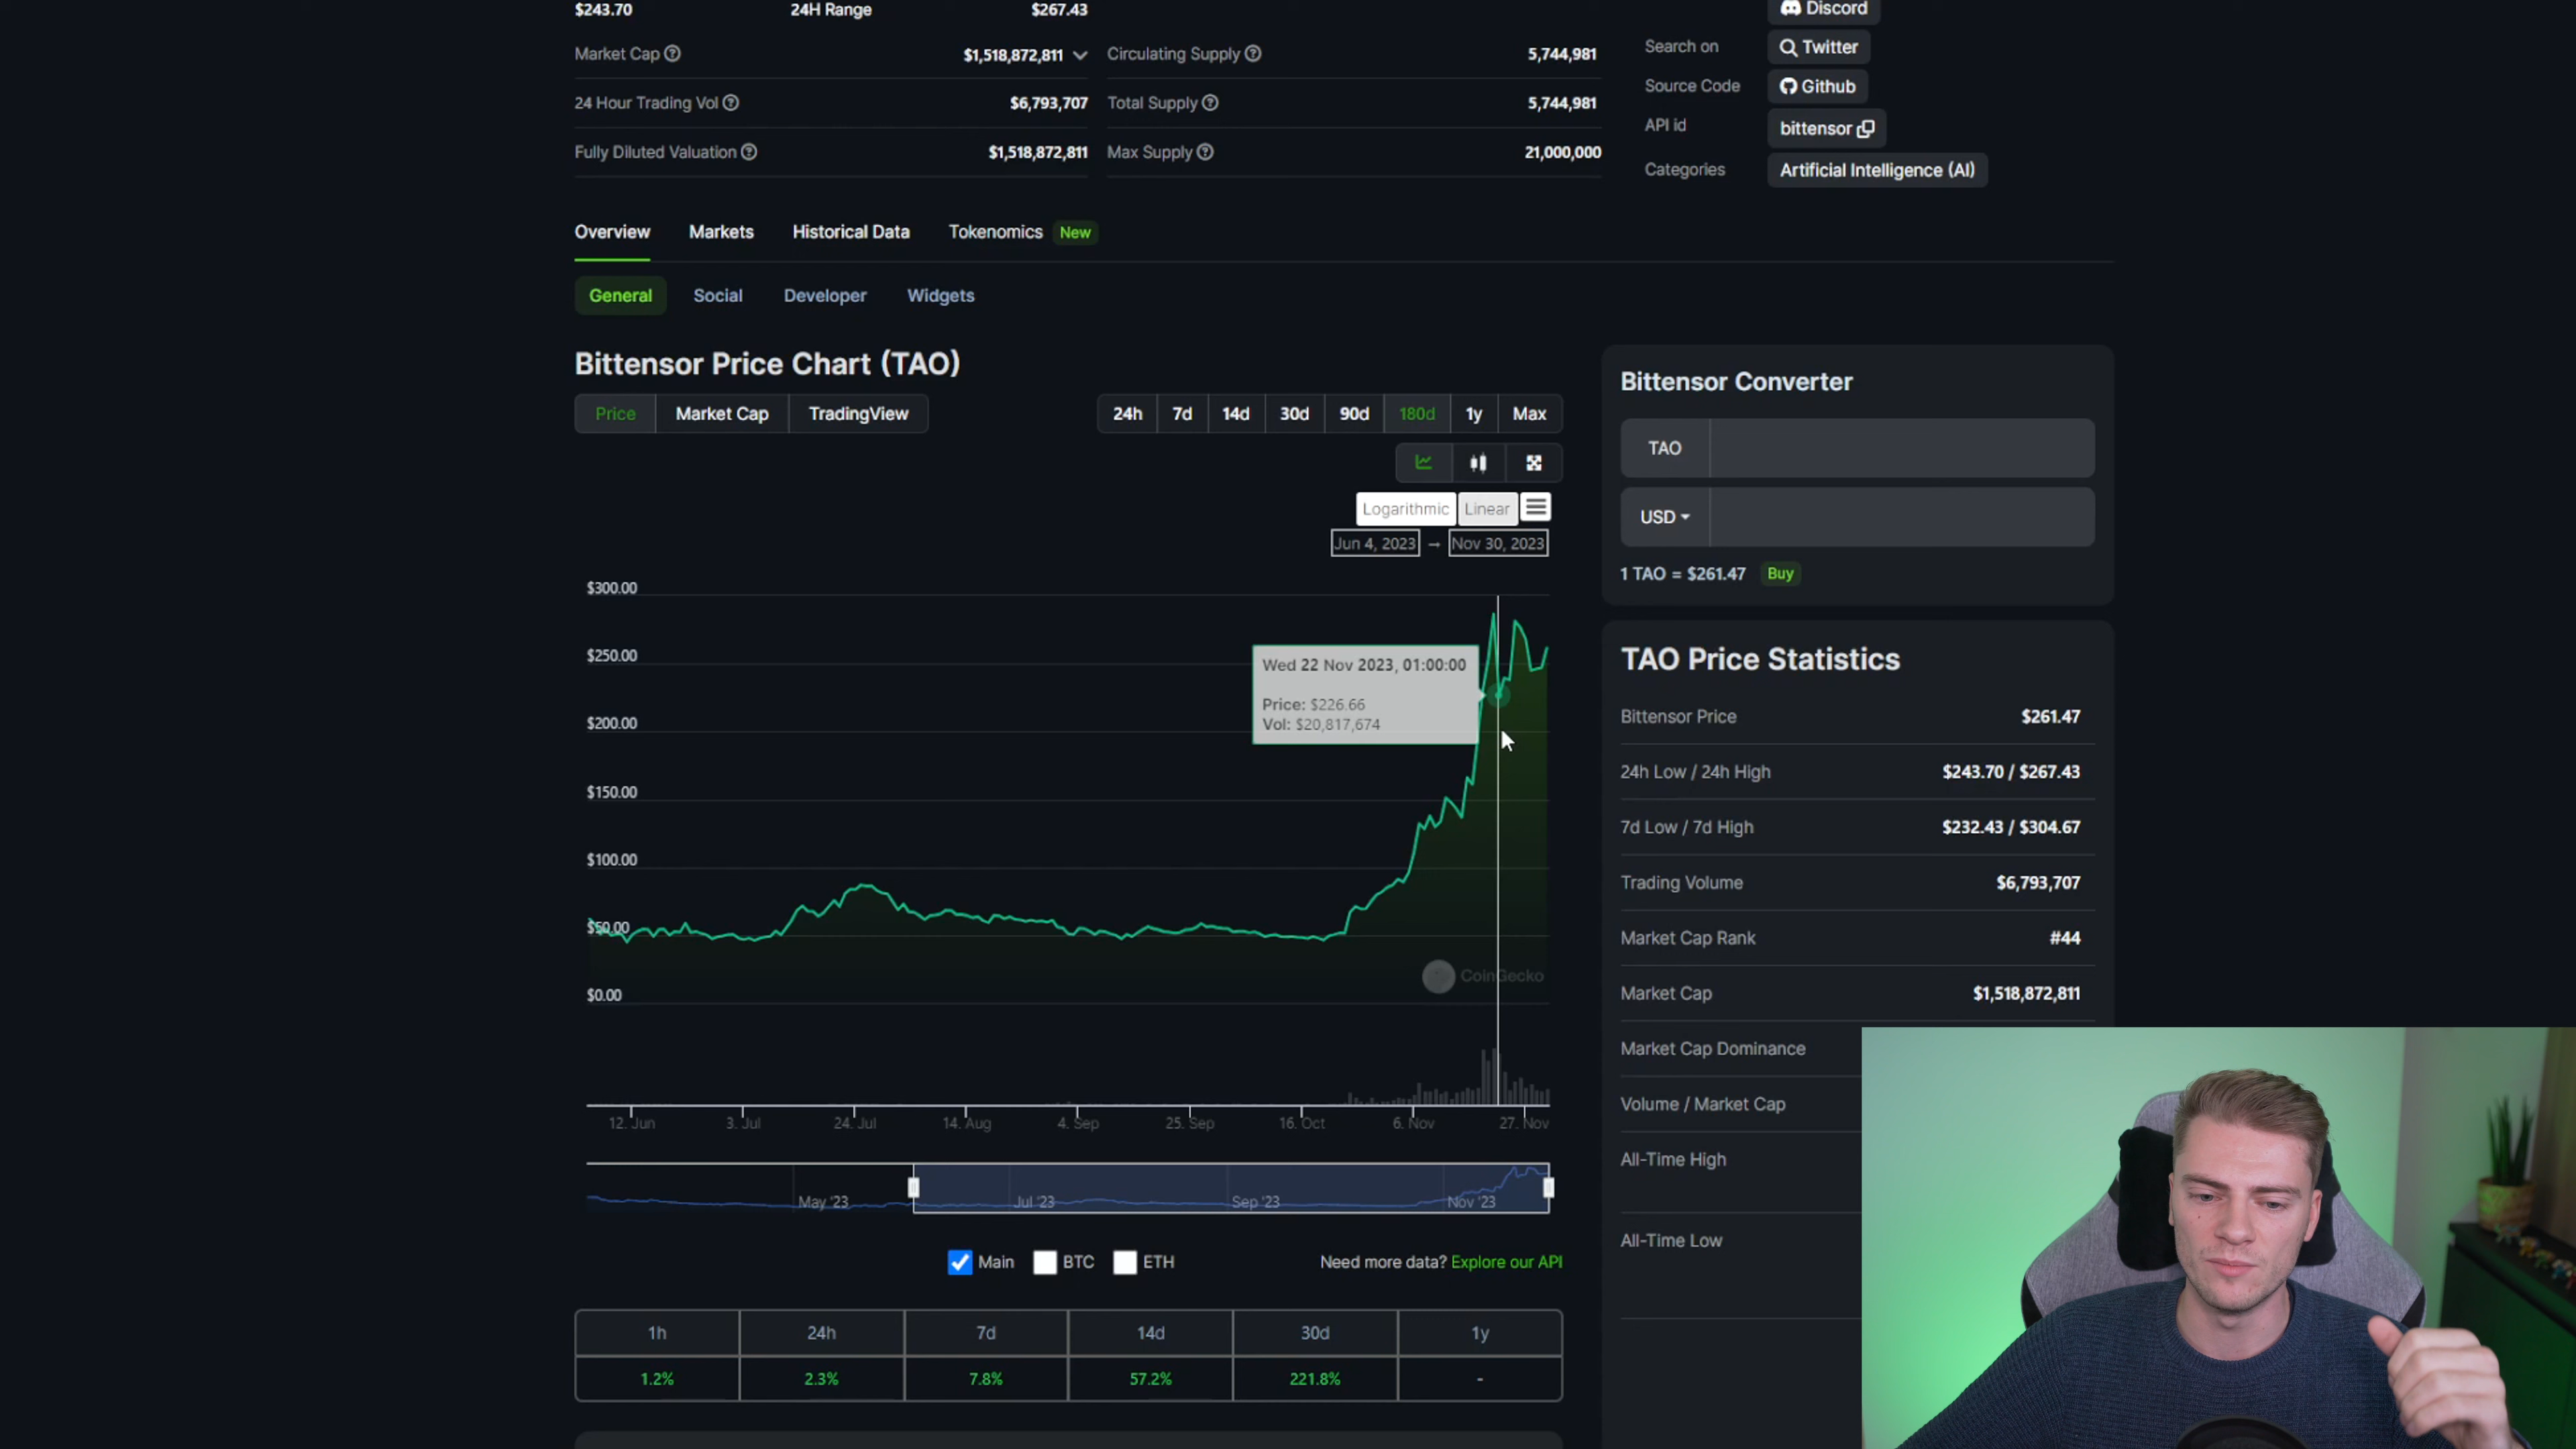 $243.70 24H Range $267.43
Market Cap $1,518,872,811
24 Hour Trading Vol $6,793,707
Fully Diluted Valuation $1,518,872,811
Circulating Supply 5,744,981
Total Supply 5,744,981
Max Supply 21,000,000
Discord
Search on Twitter
Source Code Github
API id bittensor
Categories Artificial Intelligence (AI)
Overview Markets Historical Data Tokenomics New
General Social Developer Widgets
Bittensor Price Chart (TAO)
Price Market Cap TradingView
24h 7d 14d 30d 90d 180d 1y Max
Logarithmic Linear
Jun 4, 2023 → Nov 30, 2023
$300.00
$250.00
$200.00
$150.00
$100.00
$50.00
$0.00
Wed 22 Nov 2023, 01:00:00
Price: $226.66
Vol: $20,817,674
CoinGecko
12. Jun 3. Jul 24. Jul 14. Aug 4. Sep 25. Sep 16. Oct 6. Nov 27. Nov
May '23 Jul '23 Sep '23 Nov '23
Main BTC ETH
Need more data? Explore our API
1h 24h 7d 14d 30d 1y
1.2% 2.3% 7.8% 57.2% 221.8% -
Bittensor Converter
TAO
USD
1 TAO = $261.47 Buy
TAO Price Statistics
Bittensor Price $261.47
24h Low / 24h High $243.70 / $267.43
7d Low / 7d High $232.43 / $304.67
Trading Volume $6,793,707
Market Cap Rank #44
Market Cap $1,518,872,811
Market Cap Dominance
Volume / Market Cap
All-Time High
All-Time Low